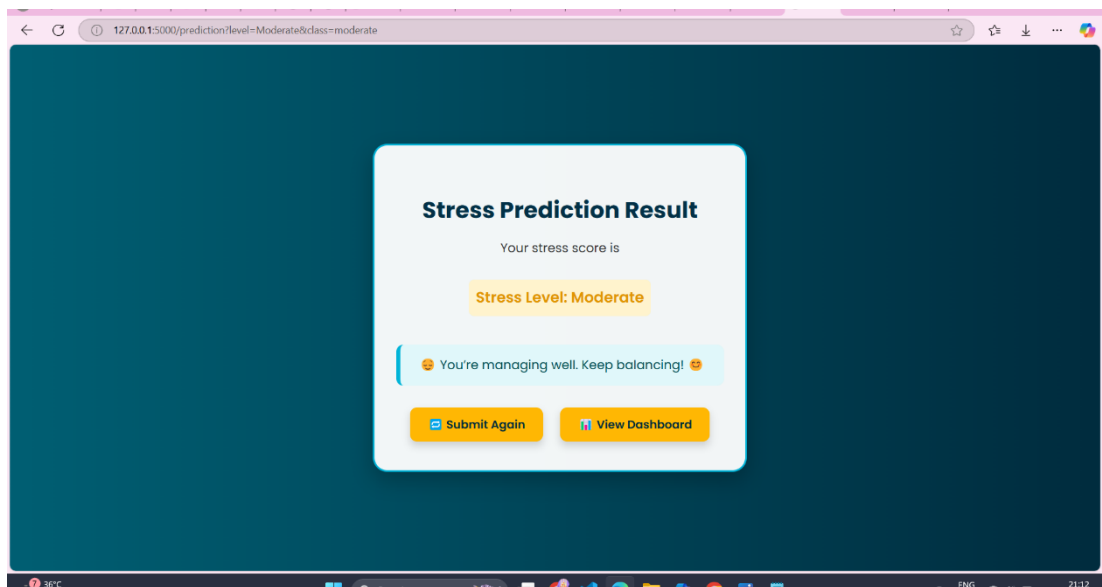 127.0.0.1:5000/prediction?level=Moderate&class=moderate
Stress Prediction Result
Your stress score is
Stress Level: Moderate
😌 You're managing well. Keep balancing! 😊
🔁 Submit Again
📊 View Dashboard
7
36°C
ENG
21:12